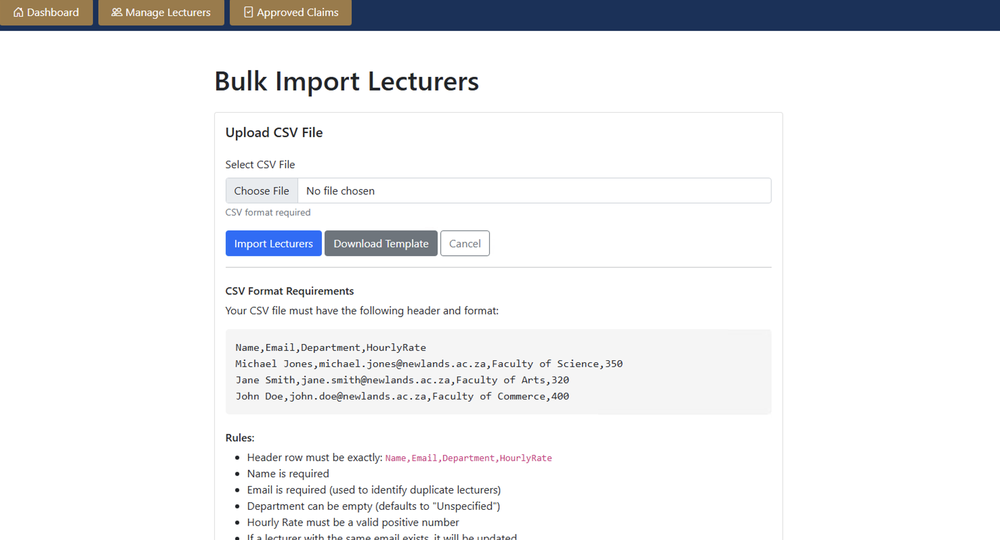 Dashboard Manage Lecturers Approved Claims
Bulk Import Lecturers
Upload CSV File
Select CSV File
Choose File No file chosen
CSV format required
Import Lecturers Download Template Cancel
CSV Format Requirements
Your CSV file must have the following header and format:
Name,Email,Department,HourlyRate
Michael Jones,michael.jones@newlands.ac.za,Faculty of Science,350
Jane Smith,jane.smith@newlands.ac.za,Faculty of Arts,320
John Doe,john.doe@newlands.ac.za,Faculty of Commerce,400
Rules:
Header row must be exactly: Name,Email,Department,HourlyRate
Name is required
Email is required (used to identify duplicate lecturers)
Department can be empty (defaults to "Unspecified")
Hourly Rate must be a valid positive number
If a lecturer with the same email exists, it will be updated